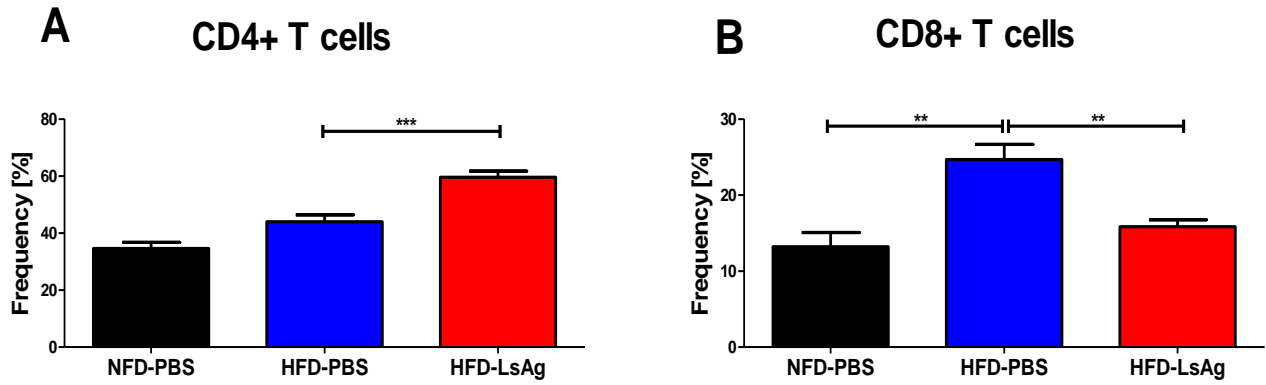 A
CD4+ T cells
Frequency [%]
80
60
40
20
0
***
NFD-PBS
HFD-PBS
HFD-LsAg
B
CD8+ T cells
Frequency [%]
30
20
10
0
**
**
NFD-PBS
HFD-PBS
HFD-LsAg